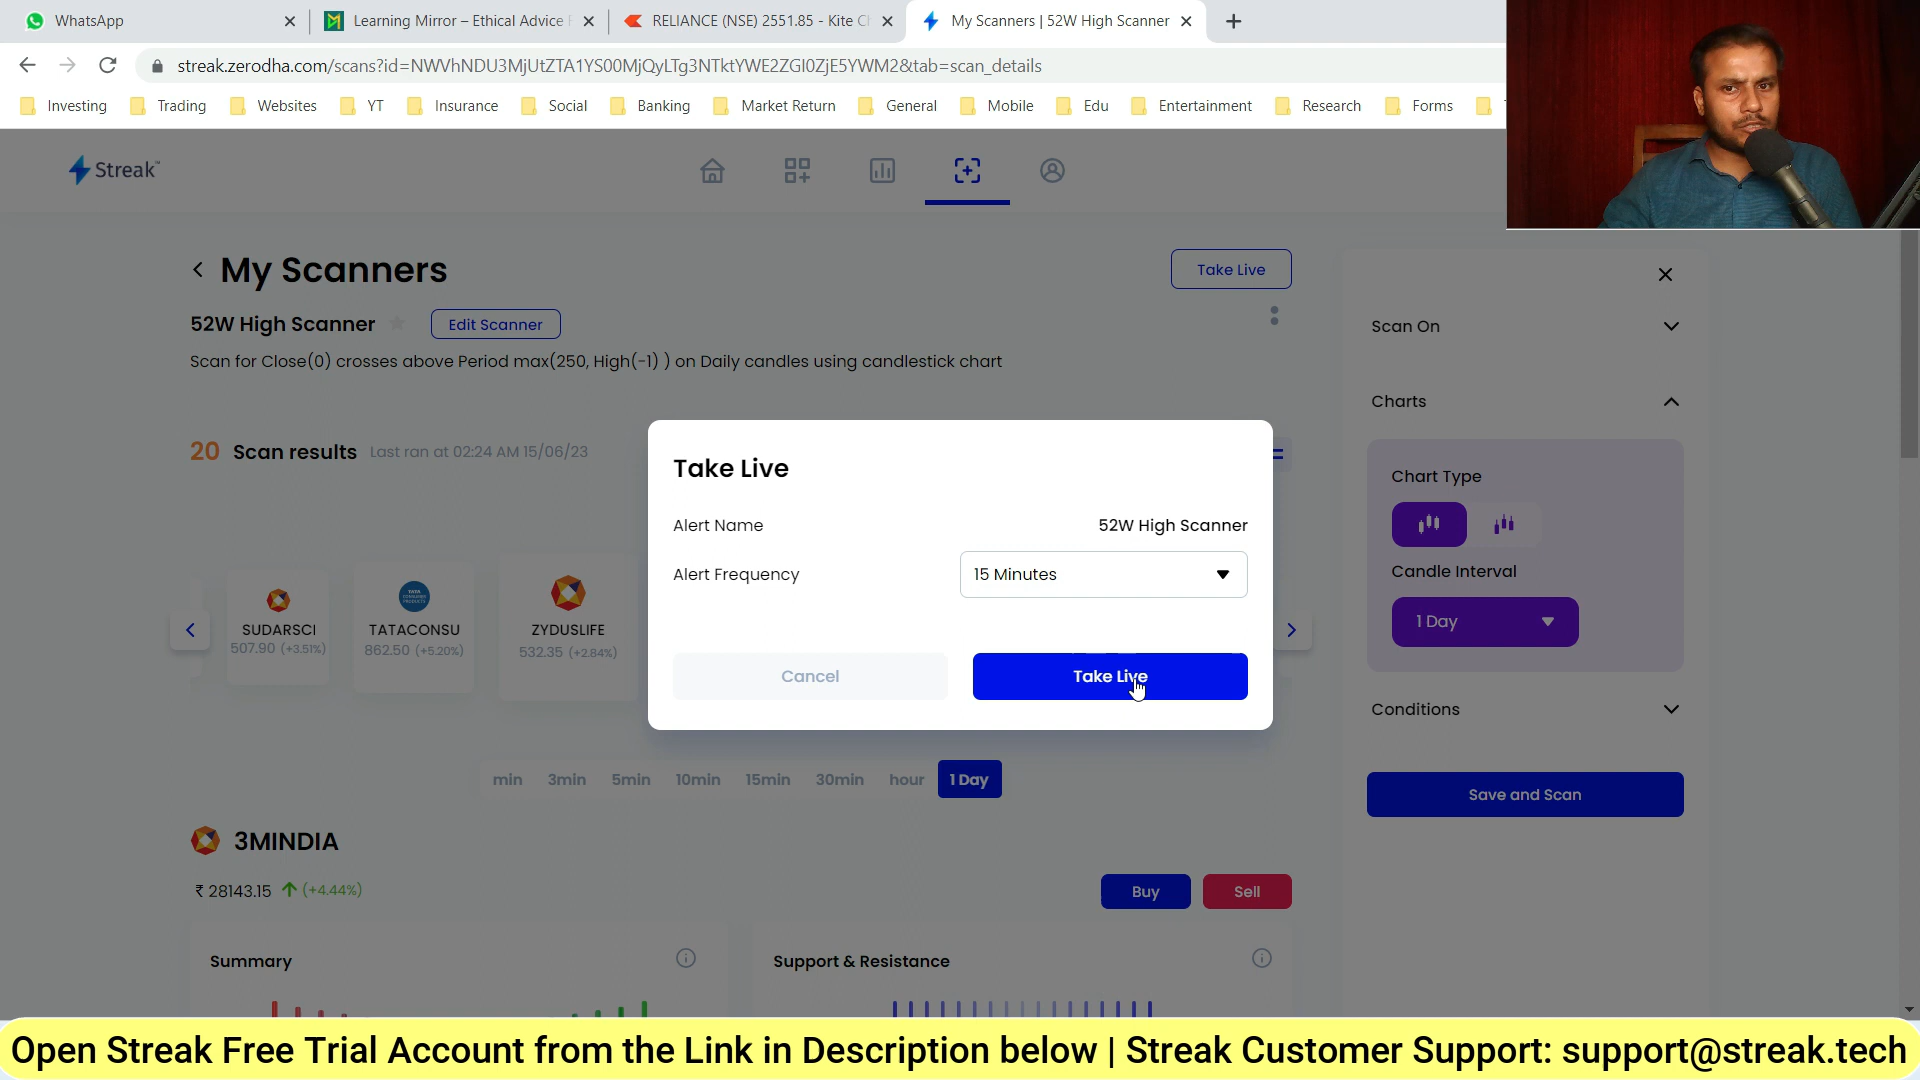 WhatsApp
Learning Mirror – Ethical Advice
RELIANCE (NSE) 2551.85 - Kite
My Scanners | 52W High Scanner
streak.zerodha.com/scans?id=NWVhNDU3MjUtZTA1YS00MjQyLTg3NTktYWE2ZGI0ZjE5YWM2&tab=scan_details
Investing Trading Websites YT Insurance Social Banking Market Return General Mobile Edu Entertainment Research Forms
Streak™
My Scanners
Take Live
52W High Scanner
Edit Scanner
Scan for Close(0) crosses above Period max(250, High(-1) ) on Daily candles using candlestick chart
20 Scan results Last ran at 02:24 AM 15/06/23
SUDARSCI
507.90 (+3.51%)
TATA CONSUMER PRODUCTS
TATACONSU
862.50 (+5.20%)
ZYDUSLIFE
532.35 (+2.84%)
Take Live
Alert Name 52W High Scanner
Alert Frequency 15 Minutes
Cancel Take Live
min 3min 5min 10min 15min 30min hour 1 Day
3MINDIA
₹ 28143.15 (+4.44%)
Buy Sell
Summary
Support & Resistance
Scan On
Charts
Chart Type
Candle Interval
1 Day
Conditions
Save and Scan
Open Streak Free Trial Account from the Link in Description below | Streak Customer Support: support@streak.tech